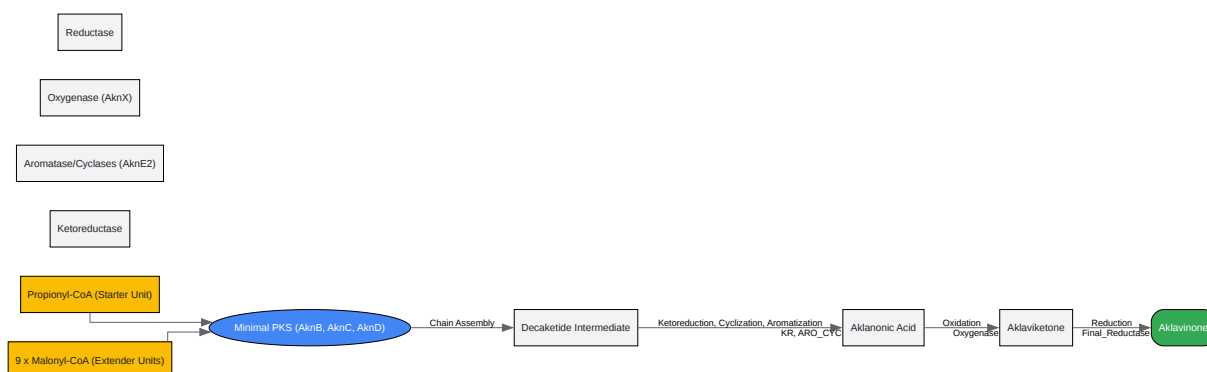 Reductase
Oxygenase (AknX)
Aromatase/Cyclases (AknE2)
Ketoreductase
Propionyl-CoA (Starter Unit)
9 x Malonyl-CoA (Extender Units)
Minimal PKS (AknB, AknC, AknD)
Chain Assembly
Decaketide Intermediate
Ketoreduction, Cyclization, Aromatization
KR, ARO_CYC
Aklanonic Acid
Oxidation
Oxygenase
Aklaviketone
Reduction
Final_Reductase
Aklavinone